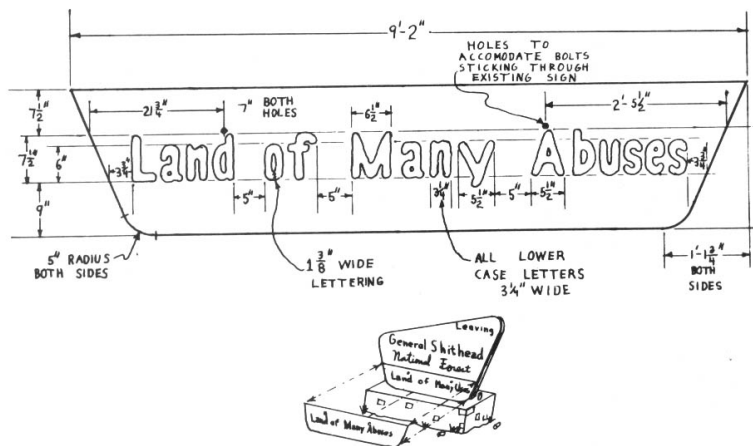 9'-2"
HOLES TO
ACCOMODATE BOLTS
STICKING THROUGH
EXISTING SIGN
7 1/2"
21 3/4"
7" BOTH
HOLES
6 1/2"
2'-5 1/2"
7 1/2"
6"
3 3/4"
Land of Many Abuses
3 3/4"
9"
5"
5"
3 1/4"
5 1/2"
5"
5 1/2"
5" RADIUS
BOTH SIDES
1 3/8" WIDE
LETTERING
ALL LOWER
CASE LETTERS
3 1/4" WIDE
1'-1 3/4"
BOTH
SIDES
Leaving
General Shithead
National Forest
Land of Many Uses
Land of Many Abuses